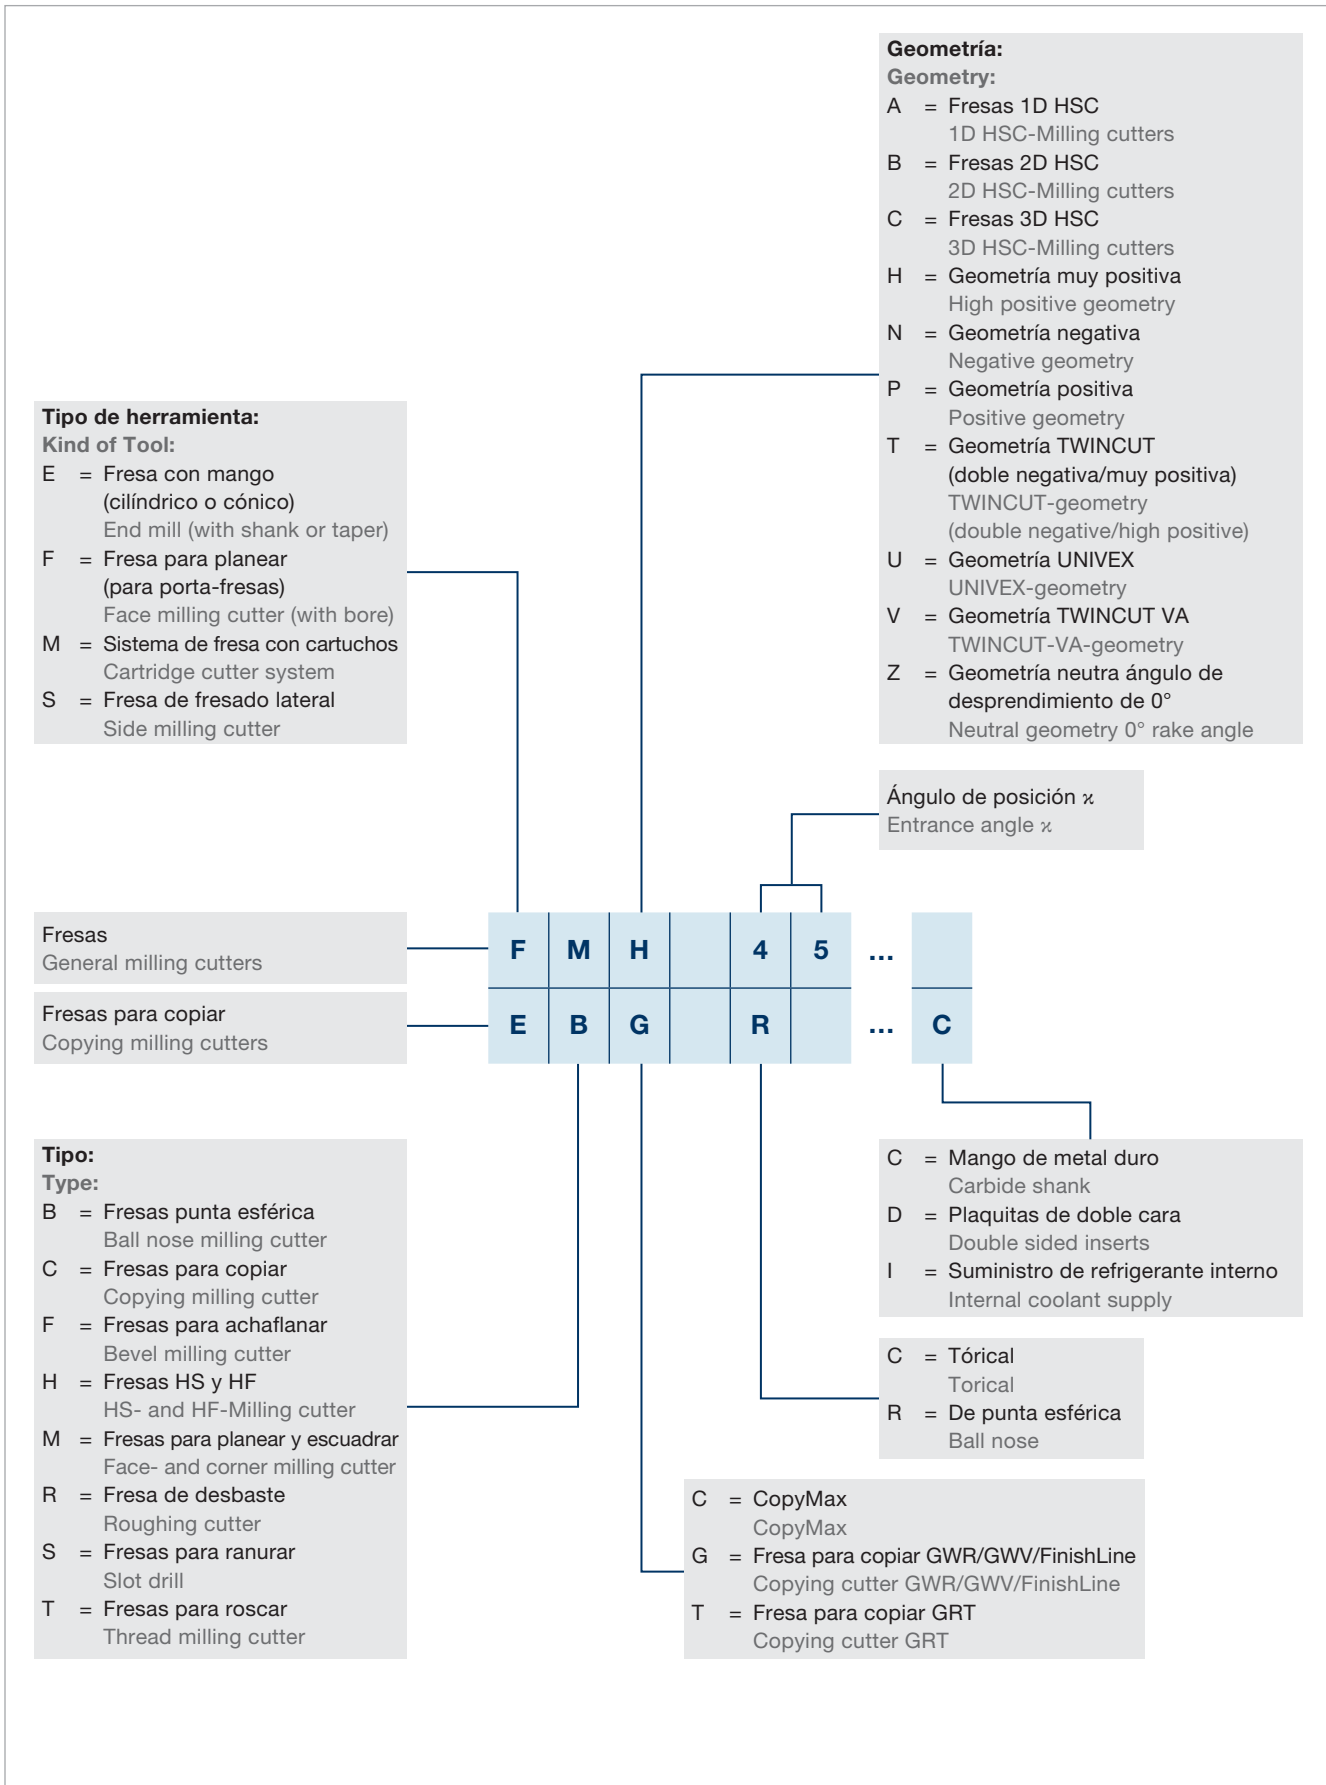 Geometría:
Geometry:
A = Fresas 1D HSC
1D HSC-Milling cutters
B = Fresas 2D HSC
2D HSC-Milling cutters
C = Fresas 3D HSC
3D HSC-Milling cutters
H = Geometría muy positiva
High positive geometry
N = Geometría negativa
Negative geometry
P = Geometría positiva
Positive geometry
T = Geometría TWINCUT
(doble negativa/muy positiva)
TWINCUT-geometry
(double negative/high positive)
U = Geometría UNIVEX
UNIVEX-geometry
V = Geometría TWINCUT VA
TWINCUT-VA-geometry
Z = Geometría neutra ángulo de
desprendimiento de 0°
Neutral geometry 0° rake angle
Tipo de herramienta:
Kind of Tool:
E = Fresa con mango
(cilíndrico o cónico)
End mill (with shank or taper)
F = Fresa para planear
(para porta-fresas)
Face milling cutter (with bore)
M = Sistema de fresa con cartuchos
Cartridge cutter system
S = Fresa de fresado lateral
Side milling cutter
Ángulo de posición ϰ
Entrance angle ϰ
Fresas
General milling cutters
F M H 4 5 ...
Fresas para copiar
Copying milling cutters
E B G R ... C
Tipo:
Type:
B = Fresas punta esférica
Ball nose milling cutter
C = Fresas para copiar
Copying milling cutter
F = Fresas para achaflanar
Bevel milling cutter
H = Fresas HS y HF
HS- and HF-Milling cutter
M = Fresas para planear y escuadrar
Face- and corner milling cutter
R = Fresa de desbaste
Roughing cutter
S = Fresas para ranurar
Slot drill
T = Fresas para roscar
Thread milling cutter
C = Mango de metal duro
Carbide shank
D = Plaquitas de doble cara
Double sided inserts
I = Suministro de refrigerante interno
Internal coolant supply
C = Tórical
Torical
R = De punta esférica
Ball nose
C = CopyMax
CopyMax
G = Fresa para copiar GWR/GWV/FinishLine
Copying cutter GWR/GWV/FinishLine
T = Fresa para copiar GRT
Copying cutter GRT